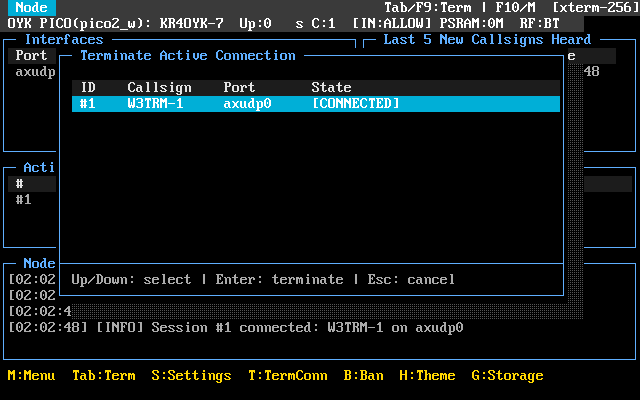 Node Tab/F9:Term | F10/M [xterm-256]
OYK PICO(pico2_w): KR4OYK-7 Up:0 s C:1 [IN:ALLOW] PSRAM:0M RF:BT
Interfaces Last 5 New Callsigns Heard
Port Terminate Active Connection e
axud 48
ID Callsign Port State
#1 W3TRM-1 axudp0 [CONNECTED]
Acti
#
#1
Node
[02:02 Up/Down: select | Enter: terminate | Esc: cancel
[02:02
[02:02:4
[02:02:48] [INFO] Session #1 connected: W3TRM-1 on axudp0
M:Menu Tab:Term S:Settings T:TermConn B:Ban H:Theme G:Storage